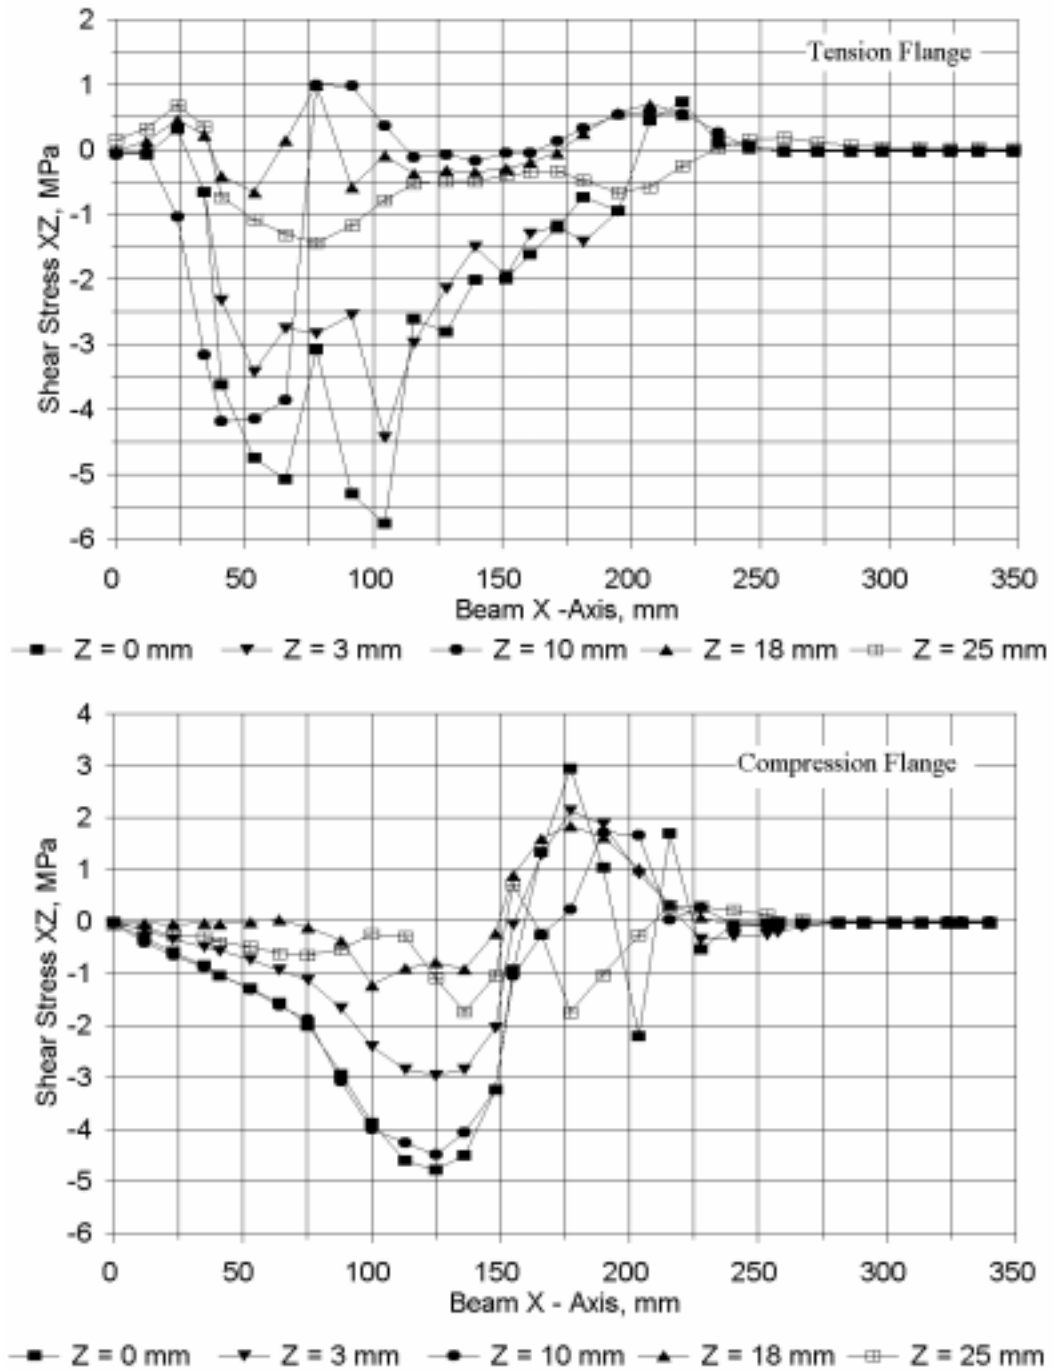 2
Tension Flange
1
0
-1
-2
-3
-4
-5
-6
Shear Stress XZ, MPa
0 50 100 150 200 250 300 350
Beam X -Axis, mm
Z = 0 mm Z = 3 mm Z = 10 mm Z = 18 mm Z = 25 mm
4
3
Compression Flange
2
1
0
-1
-2
-3
-4
-5
-6
Shear Stress XZ, MPa
0 50 100 150 200 250 300 350
Beam X - Axis, mm
Z = 0 mm Z = 3 mm Z = 10 mm Z = 18 mm Z = 25 mm